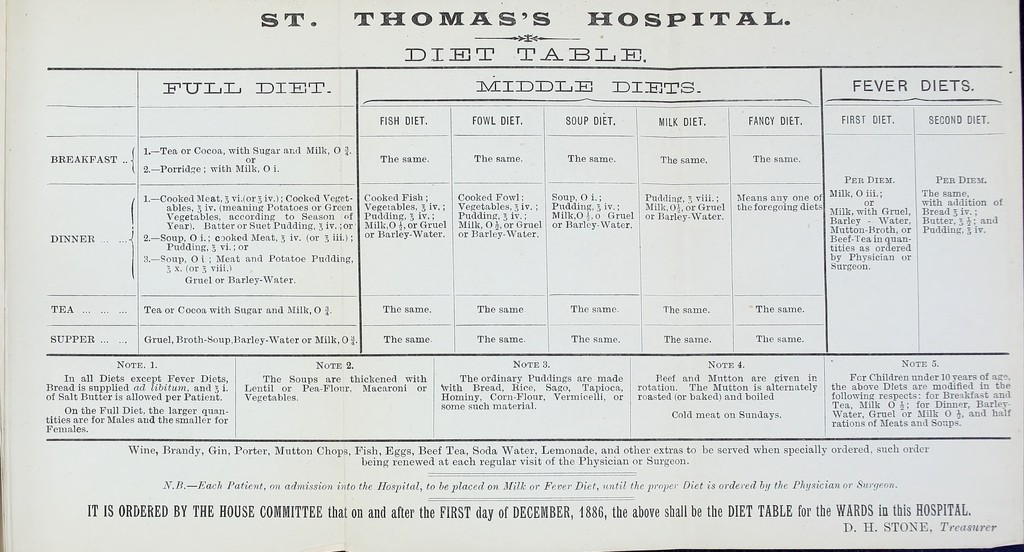 ST. THOMAS'S HOSPITAL.
DIET TABLE.
FULL DIET.
MIDDLE DIETS.
FEVER DIETS.
FISH DIET.
FOWL DIET.
SOUP DIET.
MILK DIET.
FANCY DIET.
FIRST DIET.
SECOND DIET.
BREAKFAST ..
1.—Tea or Cocoa, with Sugar and Milk, O ¾.
or
2.—Porridge; with Milk, O i.
The same.
The same.
The same.
The same.
The same.
DINNER ... ...
1.—Cooked Meat, ʒ vi.(or ʒ iv.); Cooked Veget-
ables, ʒ iv. (meaning Potatoes or Green
Vegetables, according to Season of
Year). Batter or Suet Pudding, ʒ iv.; or
2.—Soup, O i.; cooked Meat, ʒ iv. (or ʒ iii.);
Pudding, ʒ vi.; or
3.—Soup, O i; Meat and Potatoe Pudding,
ʒ x. (or ʒ viii.)
Gruel or Barley-Water.
Cooked Fish;
Vegetables, ʒ iv.;
Pudding, ʒ iv.;
Milk, O ½, or Gruel
or Barley-Water.
Cooked Fowl;
Vegetables, ʒ iv.;
Pudding, ʒ iv.;
Milk, O ½, or Gruel
or Barley-Water.
Soup, O i.;
Pudding, ʒ iv.;
Milk,O ½, o Gruel
or Barley-Water.
Pudding, ʒ viii.;
Milk,O½, or Gruel
or Barley-Water.
Means any one of
the foregoing diets
PER DIEM.
Milk, O iii.;
or
Milk, with Gruel,
Barley - Water,
Mutton-Broth, or
Beef-Tea in quan-
tities as ordered
by Physician or
Surgeon.
PER DIEM.
The same,
with addition of
Bread ʒ iv.;
Butter, ʒ ½; and
Pudding, ʒ iv.
TEA ... ... ...
Tea or Cocoa with Sugar and Milk, O ¾.
The same.
The same
The same.
The same.
The same.
SUPPER ... ...
Gruel, Broth-Soup, Barley-Water or Milk, O ¾.
The same
The same.
The same.
The same.
The same.
NOTE. 1.
In all Diets except Fever Diets,
Bread is supplied ad libitum, and ʒ i.
of Salt Butter is allowed per Patient.
On the Full Diet, the larger quan-
tities are for Males and the smaller for
Females.
NOTE 2.
The Soups are thickened with
Lentil or Pea-Flour, Macaroni or
Vegetables.
NOTE 3.
The ordinary Puddings are made
with Bread, Rice, Sago, Tapioca,
Hominy, Corn-Flour, Vermicelli, or
some such material.
NOTE 4.
Beef and Mutton are given in
rotation. The Mutton is alternately
roasted (or baked) and boiled
Cold meat on Sundays.
NOTE 5.
For Children under 10 years of age,
the above Diets are modified in the
following respects: for Breakfast and
Tea, Milk O ½; for Dinner, Barley-
Water, Gruel or Milk O ½, and half
rations of Meats and Soups.
Wine, Brandy, Gin, Porter, Mutton Chops, Fish, Eggs, Beef Tea, Soda Water, Lemonade, and other extras to be served when specially ordered, such order
being renewed at each regular visit of the Physician or Surgeon.
N.B.—Each Patient, on admission into the Hospital, to be placed on Milk or Fever Diet, until the proper Diet is ordered by the Physician or Surgeon.
IT IS ORDERED BY THE HOUSE COMMITTEE that on and after the FIRST day of DECEMBER, 1886, the above shall be the DIET TABLE for the WARDS in this HOSPITAL.
D. H. STONE, Treasurer